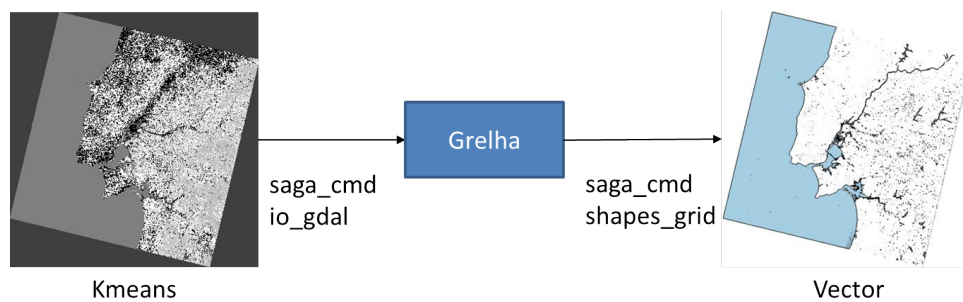 Grelha
saga_cmd
io_gdal
saga_cmd
shapes_grid
Kmeans
Vector